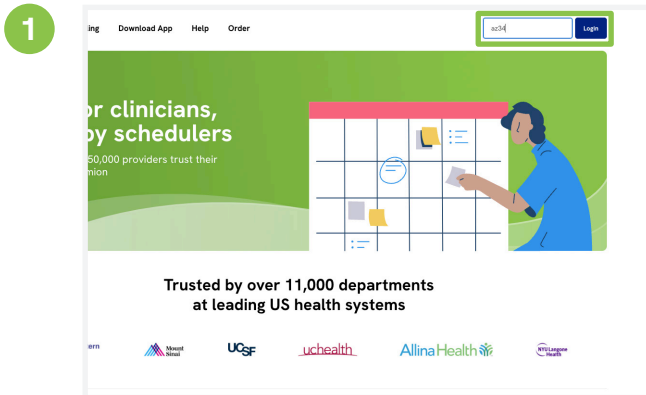 1
ing Download App Help Order az34 Login
or clinicians,
by schedulers
50,000 providers trust their
mion
Trusted by over 11,000 departments
at leading US health systems
ern Mount Sinai UCSF uchealth Allina Health NYU Langone Health